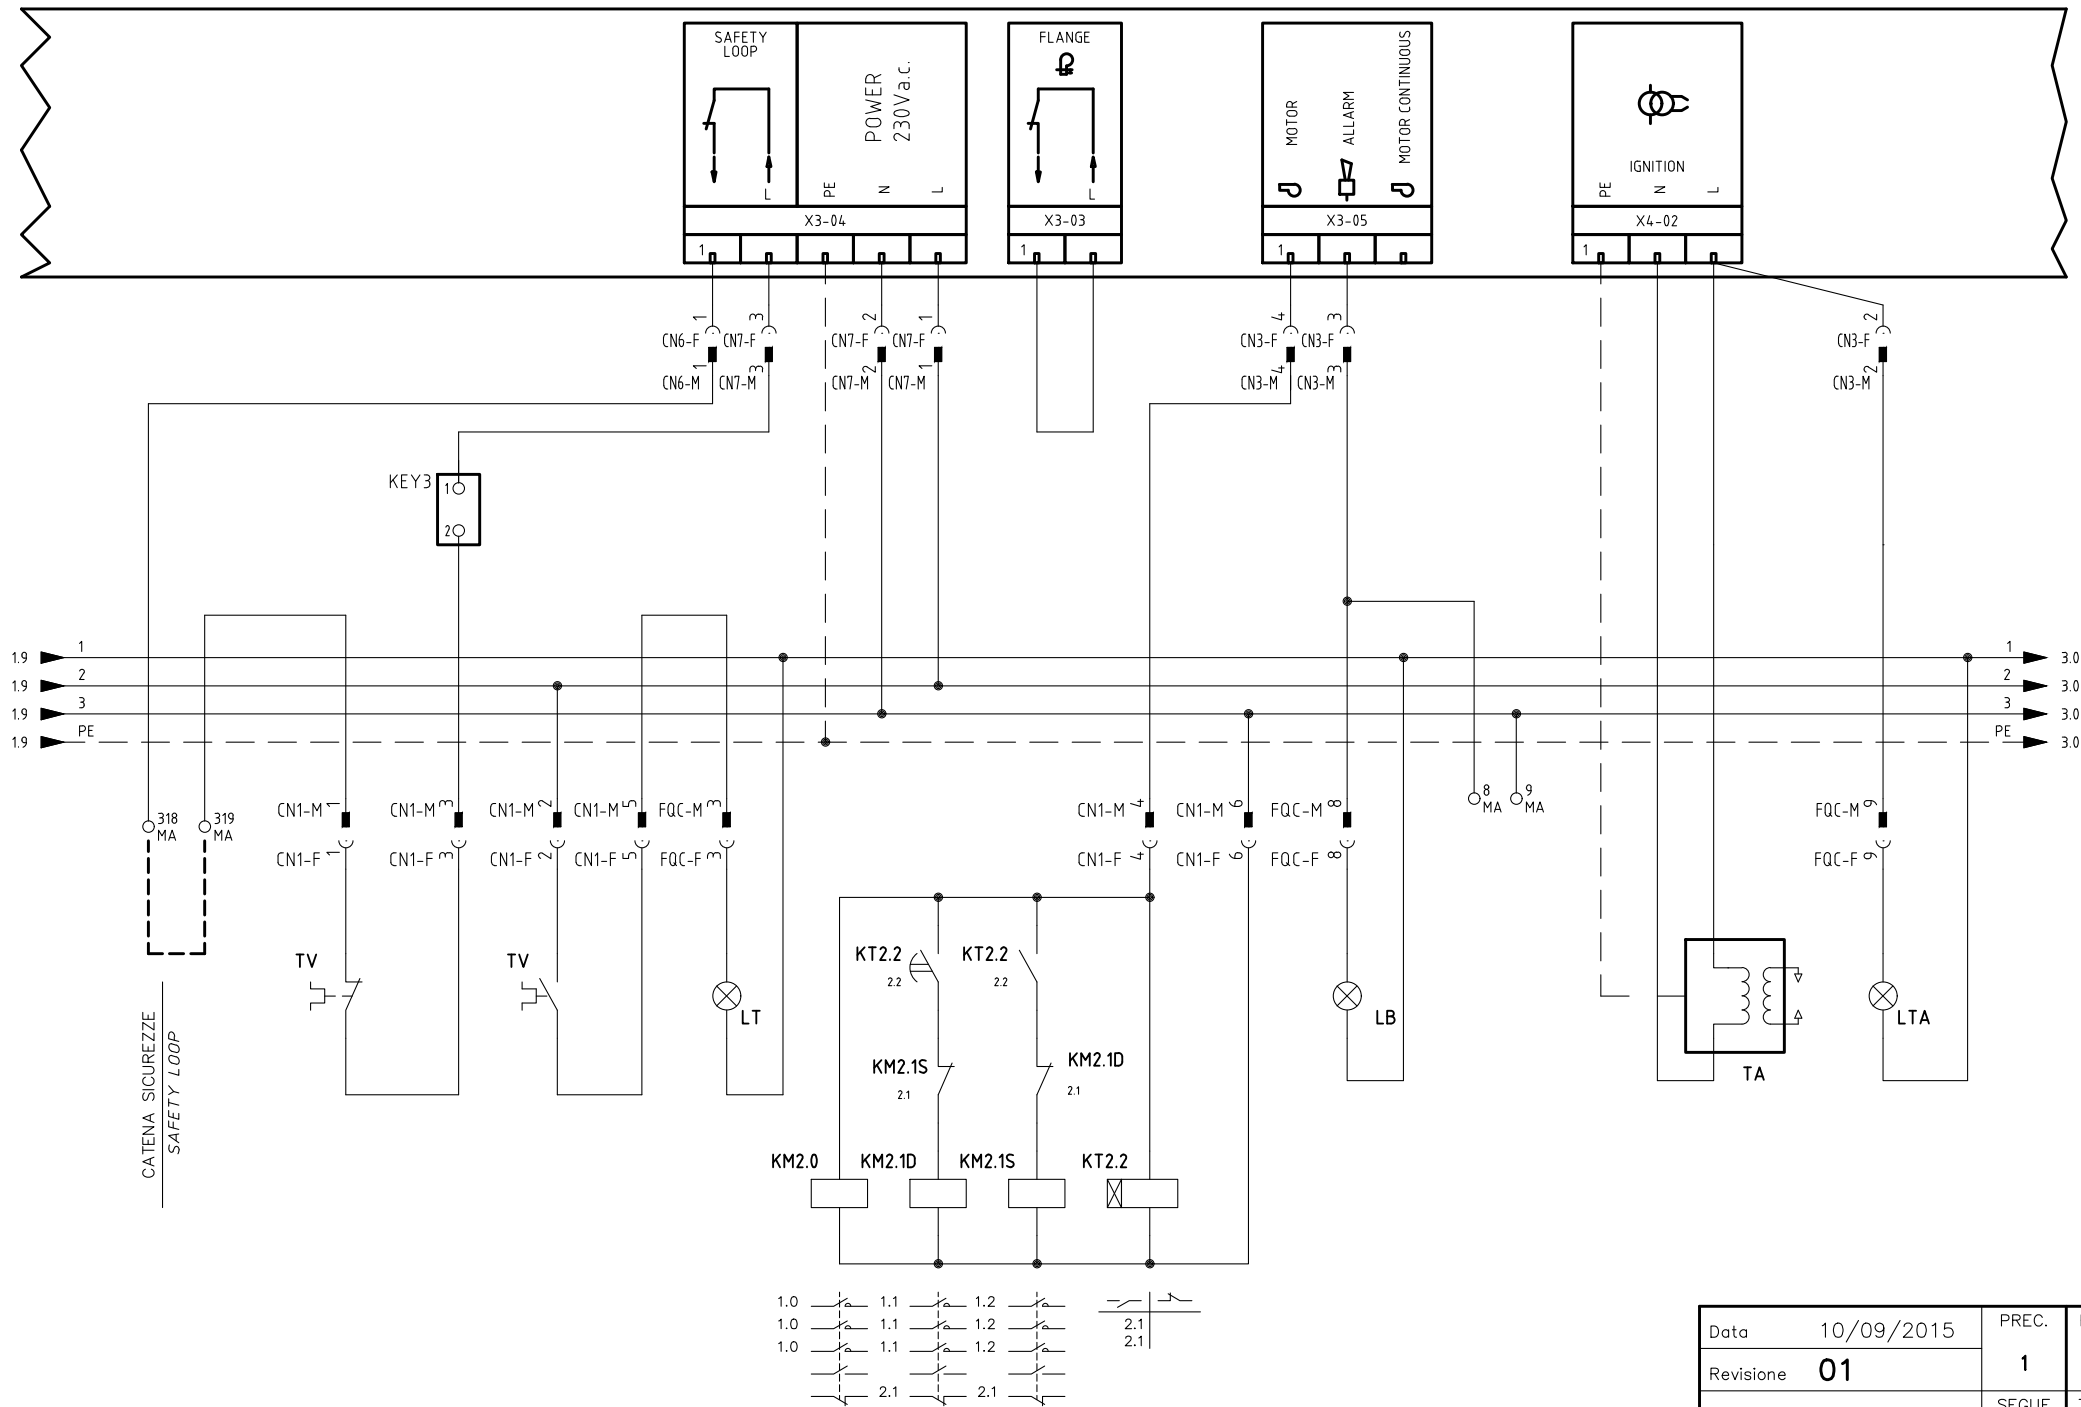 SAFETY
LOOP
L
POWER
230Va.c.
PE
N
L
X3-04
1
FLANGE
L
X3-03
1
MOTOR
ALLARM
MOTOR CONTINUOUS
X3-05
1
IGNITION
PE
N
L
X4-02
1
1 3 2 1 4 3 2
CN6-F CN7-F CN7-F CN7-F CN3-F CN3-F CN3-F
CN6-M CN7-M CN7-M CN7-M CN3-M CN3-M CN3-M
1 3 2 1 4 3 2
KEY3
1
2
1.9 1 1 3.0
1.9 2 2 3.0
1.9 3 3 3.0
1.9 PE PE 3.0
318
MA
319
MA
8
MA
9
MA
CN1-M 1 CN1-M 3 CN1-M 2 CN1-M 5 FQC-M 3 CN1-M 4 CN1-M 6 FQC-M 8 FQC-M 9
CN1-F 1 CN1-F 3 CN1-F 2 CN1-F 5 FQC-F 3 CN1-F 4 CN1-F 6 FQC-F 8 FQC-F 9
TV
TV
LT
KT2.2
2.2
KT2.2
2.2
LB
LTA
TA
KM2.1S
2.1
KM2.1D
2.1
CATENA SICUREZZE
SAFETY LOOP
KM2.0 KM2.1D KM2.1S KT2.2
1.0 1.1 1.2
1.0 1.1 1.2
1.0 1.1 1.2
2.1 2.1
2.1
2.1
Data 10/09/2015
PREC.
1
Revisione 01
SEGUE